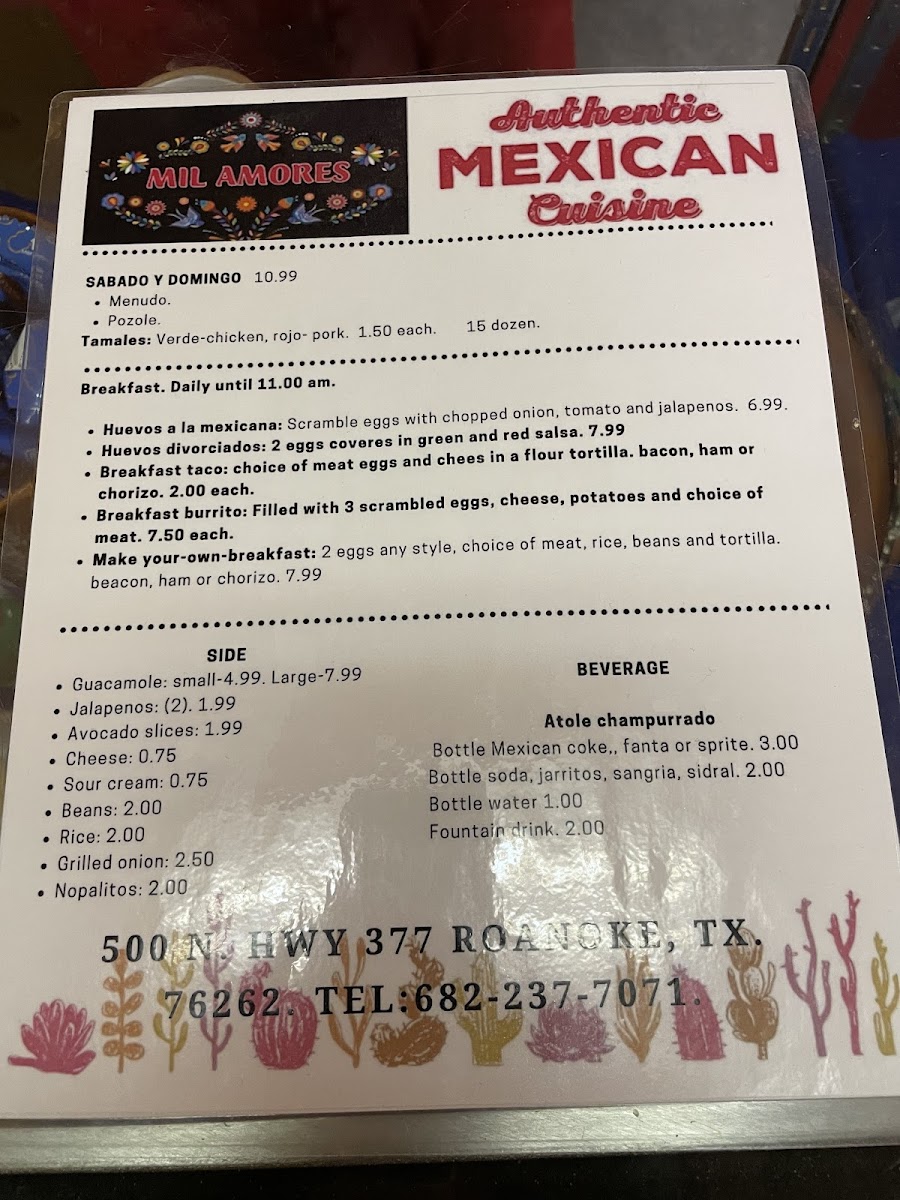 MIL AMORES
Authentic
MEXICAN
Cuisine
SABADO Y DOMINGO 10.99
• Menudo.
• Pozole.
Tamales: Verde-chicken, rojo- pork. 1.50 each. 15 dozen.
Breakfast. Daily until 11.00 am.
• Huevos a la mexicana: Scramble eggs with chopped onion, tomato and jalapenos. 6.99.
• Huevos divorciados: 2 eggs coveres in green and red salsa. 7.99
• Breakfast taco: choice of meat eggs and chees in a flour tortilla. bacon, ham or
chorizo. 2.00 each.
• Breakfast burrito: Filled with 3 scrambled eggs, cheese, potatoes and choice of
meat. 7.50 each.
• Make your-own-breakfast: 2 eggs any style, choice of meat, rice, beans and tortilla.
beacon, ham or chorizo. 7.99
SIDE
• Guacamole: small-4.99. Large-7.99
• Jalapenos: (2). 1.99
• Avocado slices: 1.99
• Cheese: 0.75
• Sour cream: 0.75
• Beans: 2.00
• Rice: 2.00
• Grilled onion: 2.50
• Nopalitos: 2.00
BEVERAGE
Atole champurrado
Bottle Mexican coke,, fanta or sprite. 3.00
Bottle soda, jarritos, sangria, sidral. 2.00
Bottle water 1.00
Fountain drink. 2.00
500 N. HWY 377 ROANOKE, TX.
76262. TEL:682-237-7071.